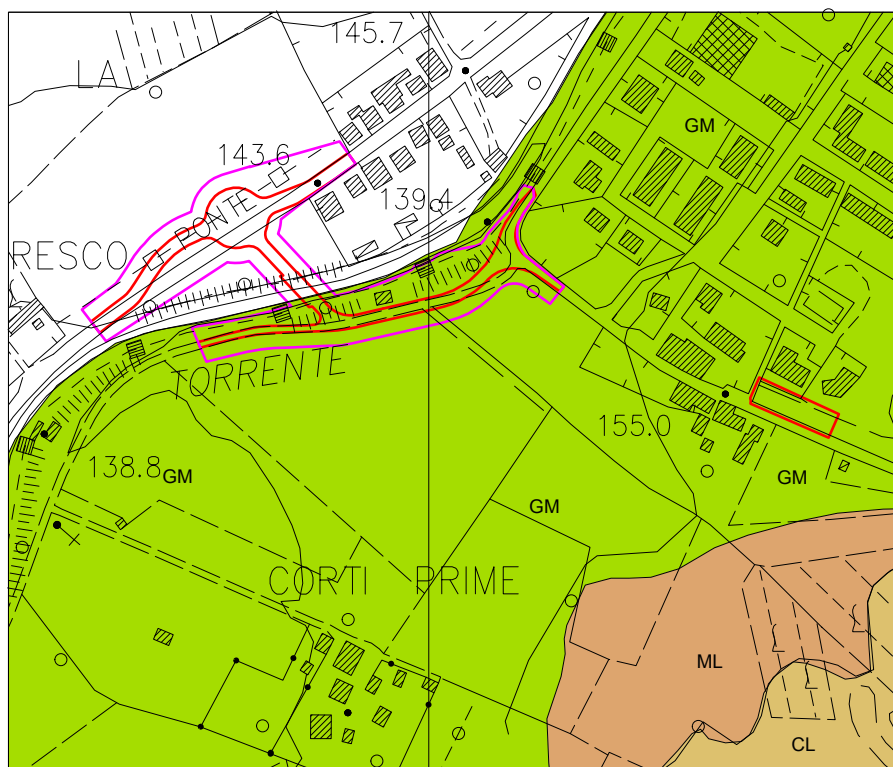 145.7
LA
GM
143.6
139.4
PONTE
RESCO
TORRENTE
155.0
138.8
GM
GM
GM
CORTI PRIME
ML
CL